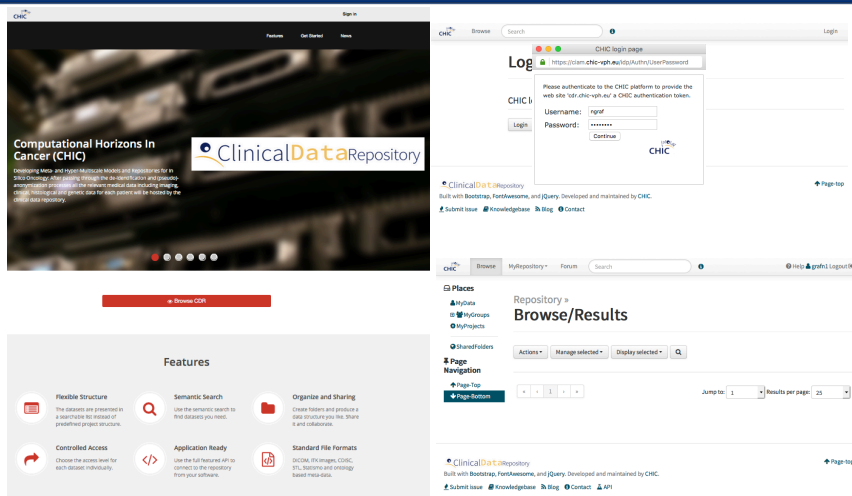 CHIC
Sign in
Features Get Started News
Computational Horizons In
Cancer (CHIC)
Developing Meta- and Hyper-Multiscale Models and Repositories for In
Silico Oncology: After passing through the de-identification and (pseudo)-
anonymization processes all the relevant medical data including imaging,
clinical, histological and genetic data for each patient will be hosted by the
clinical data repository.
ClinicalDataRepository
Browse CDR
Features
Flexible Structure
The datasets are presented in
a searchable list instead of
predefined project structure.
Semantic Search
Use the semantic search to
find datasets you need.
Organize and Sharing
Create folders and produce a
data structure you like. Share
it and collaborate.
Controlled Access
Choose the access level for
each dataset individually.
Application Ready
Use the full featured API to
connect to the repository
from your software.
Standard File Formats
DICOM, ITK Images, CDISC,
STL, Statismo and ontology
based meta-data.
CHIC Browse Search Login
CHIC login page
https://ciam.chic-vph.eu/idp/Authn/UserPassword
Log
Please authenticate to the CHIC platform to provide the
web site 'cdr.chic-vph.eu' a CHIC authentication token.
CHIC l
Username: ngraf
Password: ••••••••
Login
Continue
CHIC
ClinicalDataRepository
Page-top
Built with Bootstrap, FontAwesome, and jQuery. Developed and maintained by CHIC.
Submit issue Knowledgebase Blog Contact
CHIC Browse MyRepository Forum Search Help grafn1 Logout
Places
MyData
MyGroups
MyProjects
SharedFolders
Page
Navigation
Page-Top
Page-Bottom
Repository »
Browse/Results
Actions Manage selected Display selected
« ‹ 1 › »
Jump to: 1 Results per page: 25
ClinicalDataRepository
Page-top
Built with Bootstrap, FontAwesome, and jQuery. Developed and maintained by CHIC.
Submit issue Knowledgebase Blog Contact API